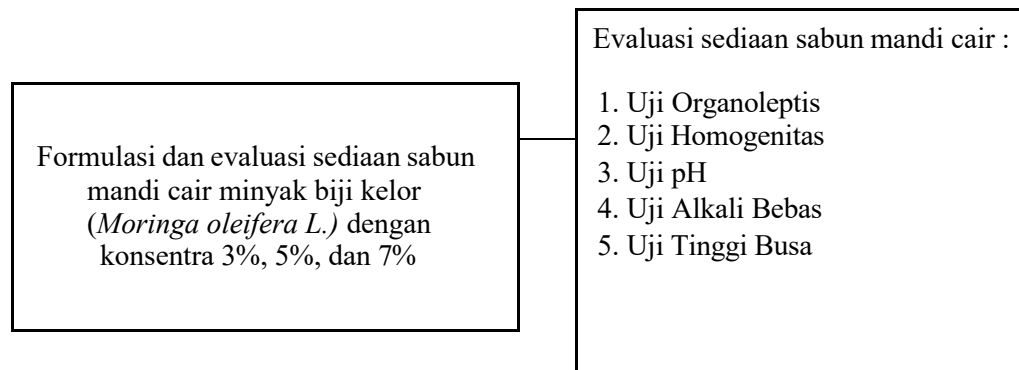 Formulasi dan evaluasi sediaan sabun
mandi cair minyak biji kelor
(Moringa oleifera L.) dengan
konsentra 3%, 5%, dan 7%
Evaluasi sediaan sabun mandi cair :
1. Uji Organoleptis
2. Uji Homogenitas
3. Uji pH
4. Uji Alkali Bebas
5. Uji Tinggi Busa